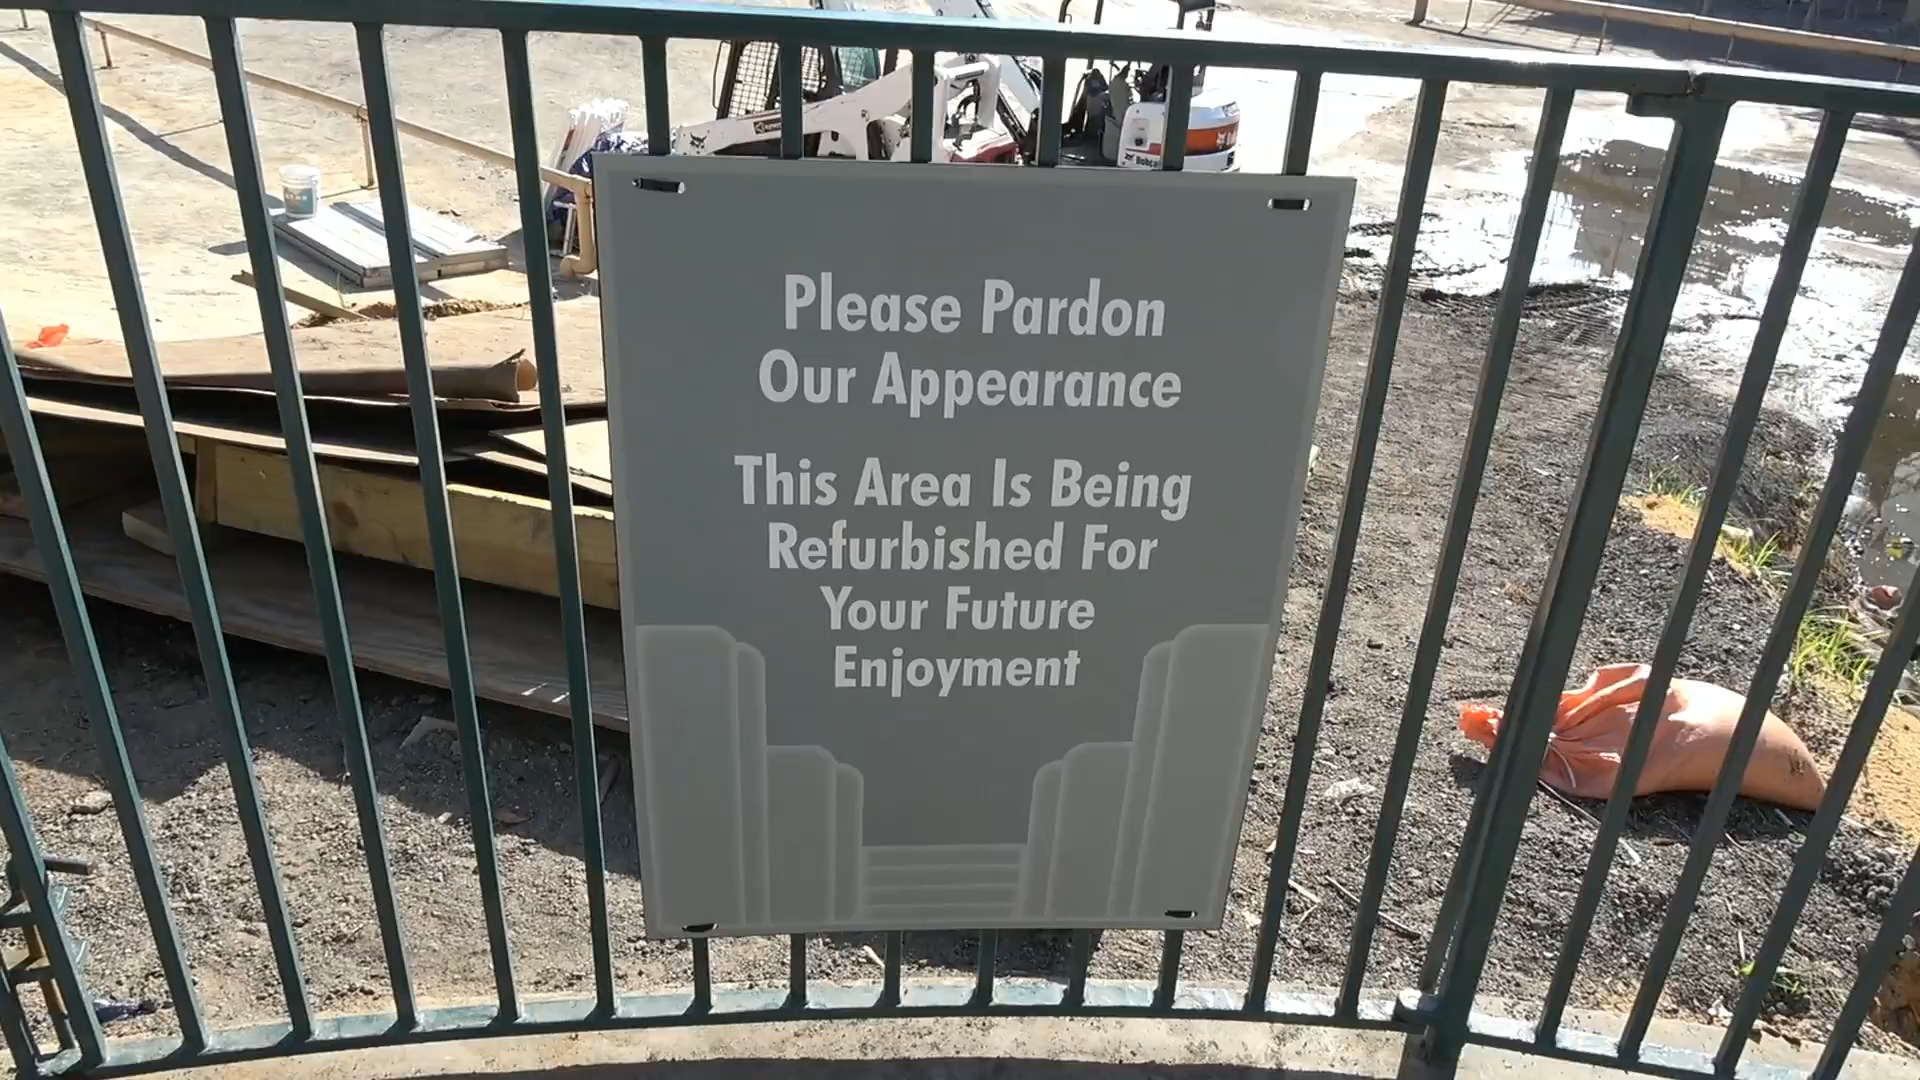 Please Pardon
Our Appearance
This Area Is Being
Refurbished For
Your Future
Enjoyment